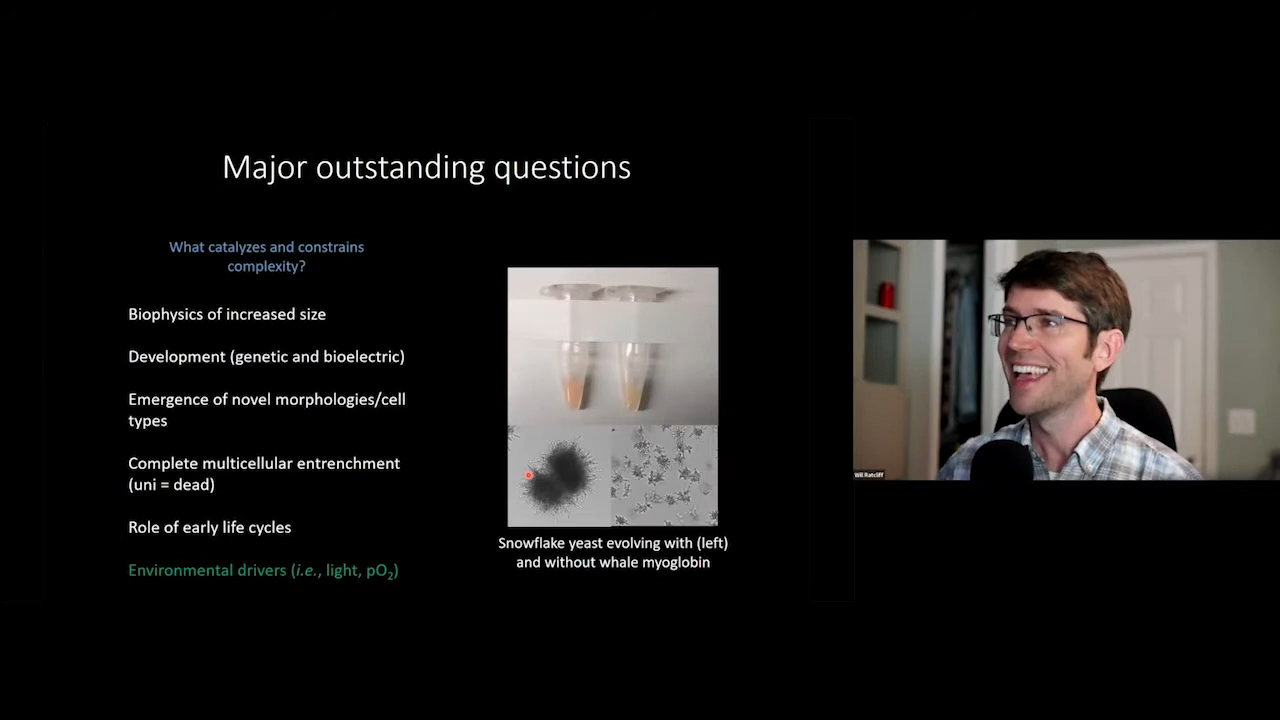 Major outstanding questions
What catalyzes and constrains
complexity?
Biophysics of increased size
Development (genetic and bioelectric)
Emergence of novel morphologies/cell
types
Complete multicellular entrenchment
(uni = dead)
Role of early life cycles
Environmental drivers (i.e., light, pO₂)
Snowflake yeast evolving with (left)
and without whale myoglobin
Will Ratcliff